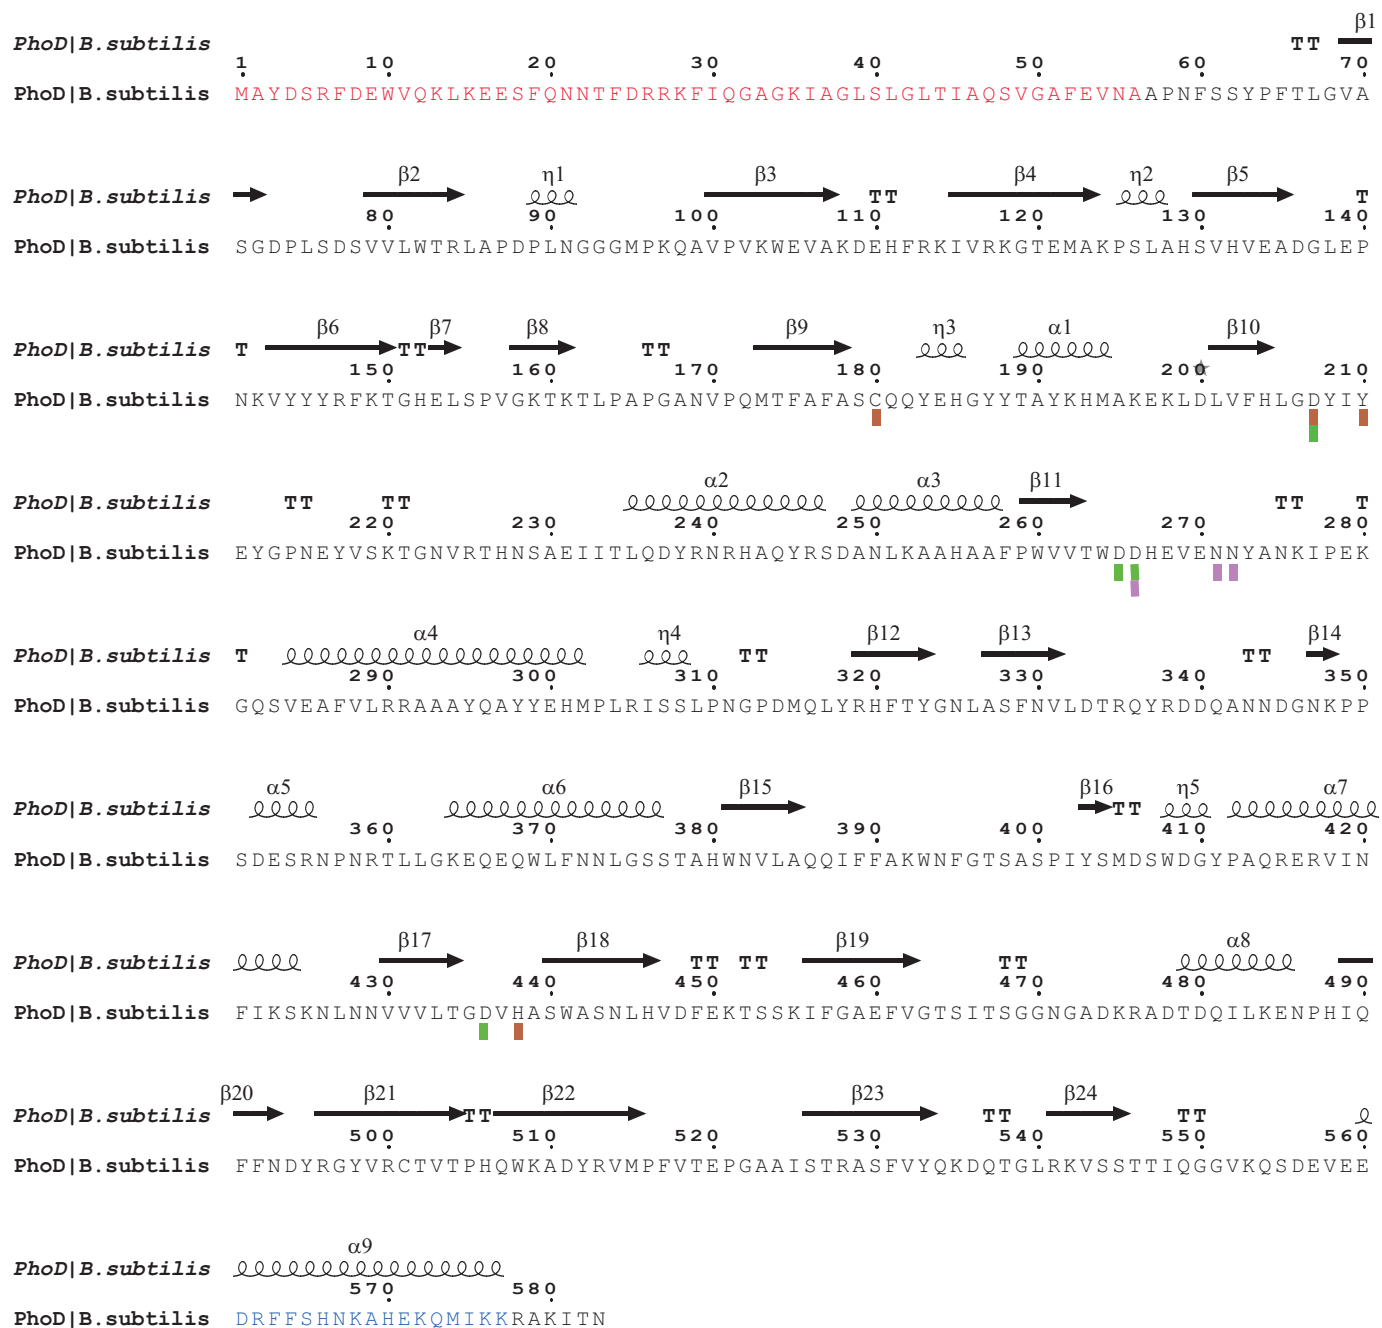 β1
PhoD|B.subtilis TT
1 10 20 30 40 50 60 70
PhoD|B.subtilis MAYDSRFDEWVQKLKEESFQNNTFDRRKFIQGAGKIAGLSLGLTIAQSVGAFEVNAAPNFSSYPFTLGVA
β2 η1 β3 β4 η2 β5
PhoD|B.subtilis TT T
80 90 100 110 120 130 140
PhoD|B.subtilis SGDPLSDSVVLWTRLAPDPLNGGGMPKQAVPVKWEVAKDEHFRKIVRKGTEMAKPSLAHSVHVEADGLEP
β6 β7 β8 β9 η3 α1 β10
PhoD|B.subtilis T TT TT
150 160 170 180 190 200 210
PhoD|B.subtilis NKVYYYRFKTGHELSPVGKTKTLPAPGANVPQMTFAFASCQQYEHGYYTAYKHMAKEKLDLVFHLGDYIY
α2 α3 β11
PhoD|B.subtilis TT TT TT T
220 230 240 250 260 270 280
PhoD|B.subtilis EYGPNEYVSKTGNVRTHNSAEIITLQDYRNRHAQYRSDANLKAAHAAFPWVVTWDDHEVENNYANKIPEK
α4 η4 β12 β13 β14
PhoD|B.subtilis T TT TT
290 300 310 320 330 340 350
PhoD|B.subtilis GQSVEAFVLRRAAAYQAYYEHMPLRISSLPNGPDMQLYRHFTYGNLASFNVLDTRQYRDDQANNDGNKPP
α5 α6 β15 β16 η5 α7
PhoD|B.subtilis TT
360 370 380 390 400 410 420
PhoD|B.subtilis SDESRNPNRTLLGKEQEQWLFNNLGSSTAHWNVLAQQIFFAKWNFGTSASPIYSMDSWDGYPAQRERVIN
β17 β18 β19 α8
PhoD|B.subtilis TT TT TT
430 440 450 460 470 480 490
PhoD|B.subtilis FIKSKNLNNVVVLTGDVHASWASNLHVDFEKTSSKIFGAEFVGTSITSGGNGADKRADTDQILKENPHIQ
β20 β21 β22 β23 β24
PhoD|B.subtilis TT TT TT
500 510 520 530 540 550 560
PhoD|B.subtilis FFNDYRGYVRCTVTPHQWKADYRVMPFVTEPGAAISTRASFVYQKDQTGLRKVSSTTIQGGVKQSDEVEE
α9
PhoD|B.subtilis
570 580
PhoD|B.subtilis DRFFSHNKAHEKQMIKKRAKITN